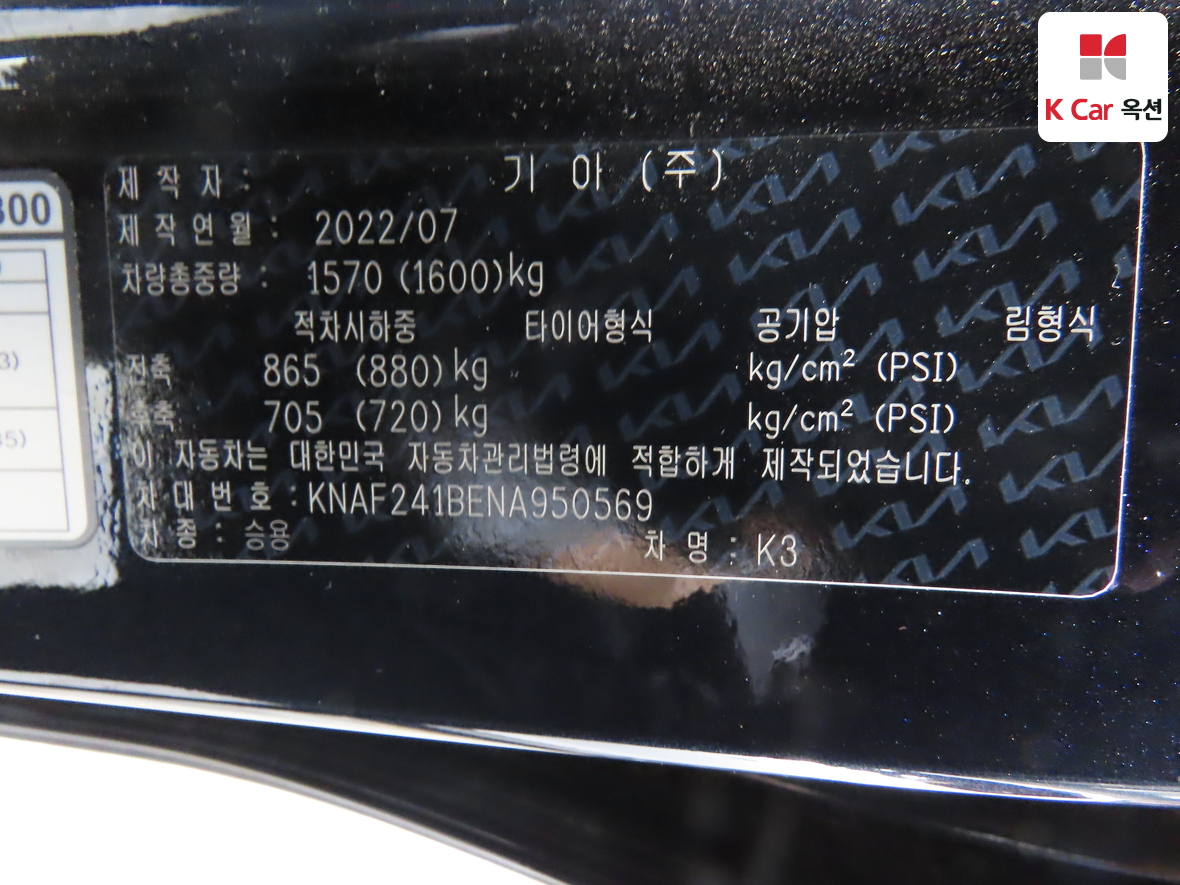 K Car 옥션
300
3)
35)
제 작 자 : 기 아 (주)
제 작 연 월 : 2022/07
차량총중량 : 1570 (1600)kg
적차시하중 타이어형식 공기압 림형식
전축 865 (880)kg kg/cm² (PSI)
후축 705 (720)kg kg/cm² (PSI)
이 자동차는 대한민국 자동차관리법령에 적합하게 제작되었습니다.
차 대 번 호 : KNAF241BENA950569
차 종 : 승용 차 명 : K3